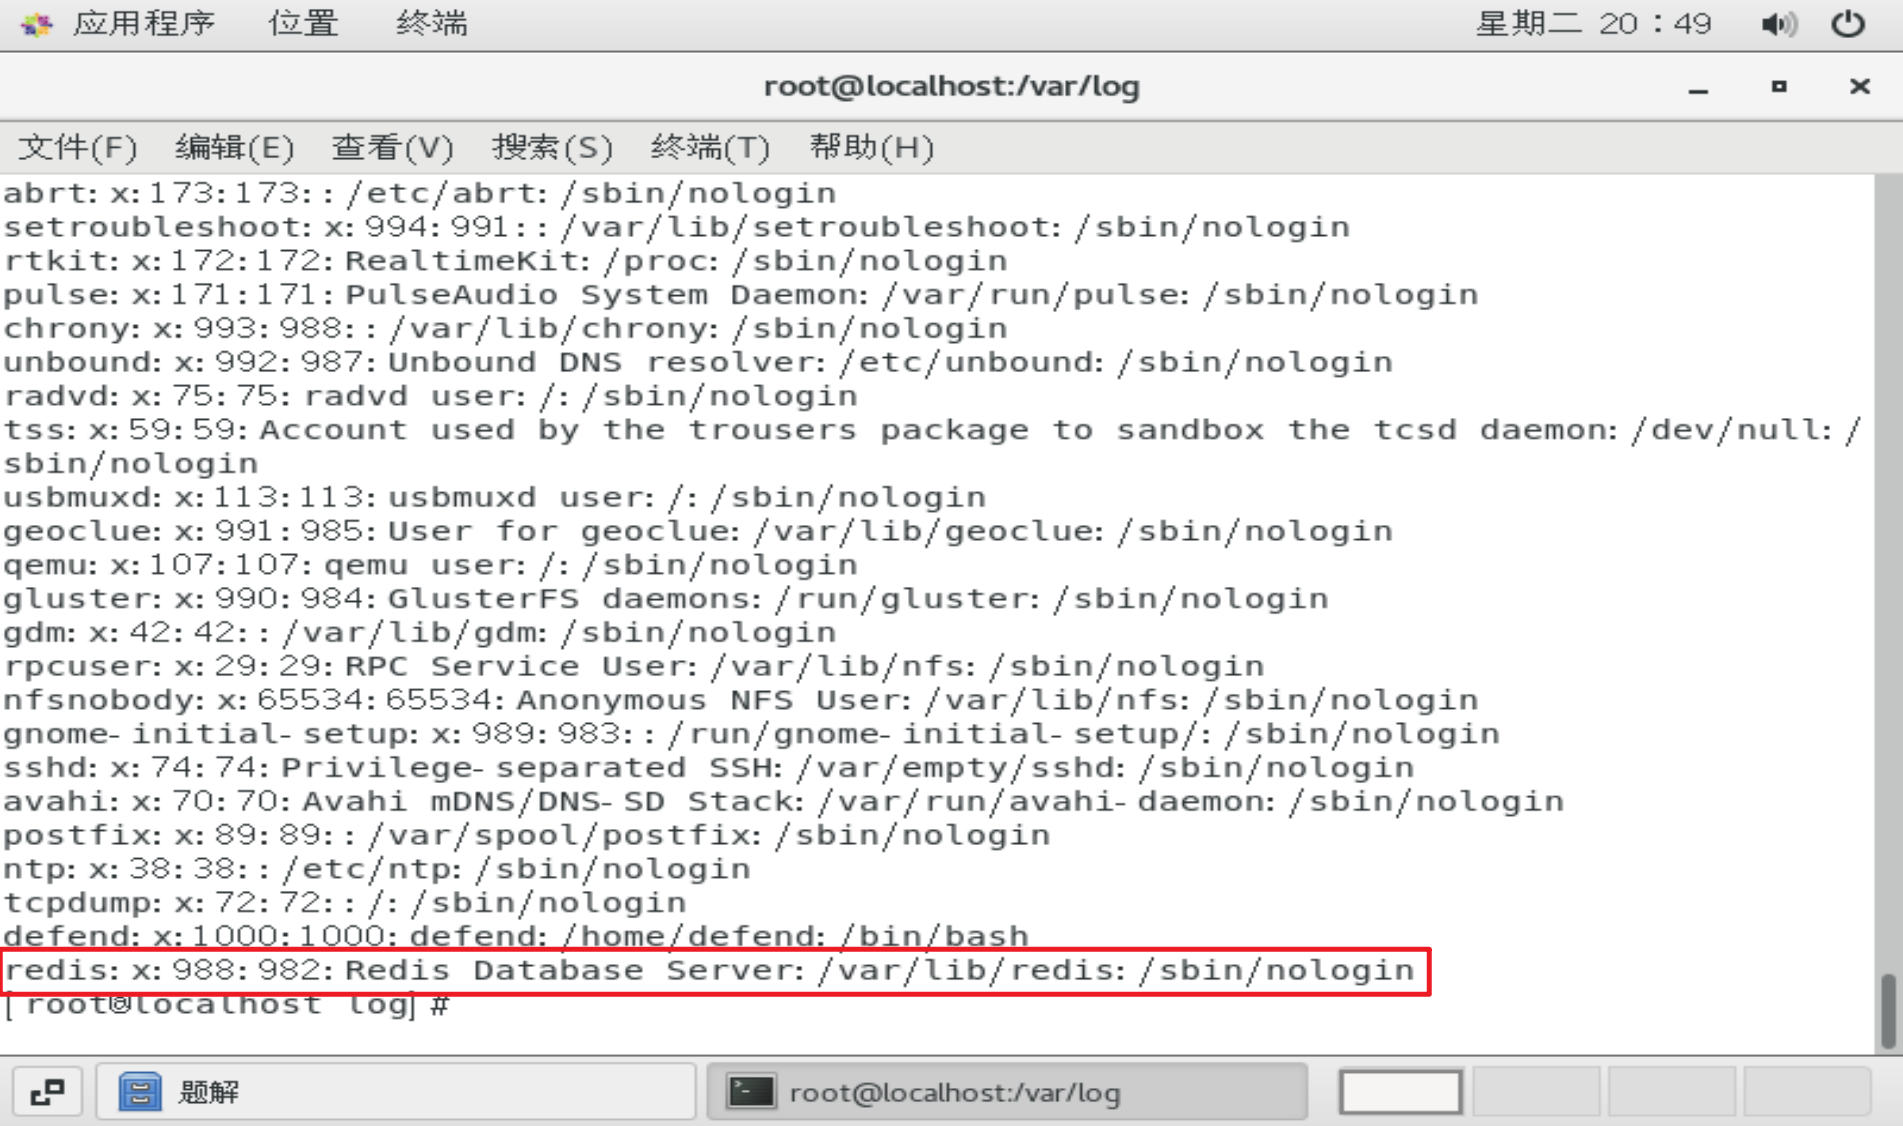 应用程序 位置 终端 星期二 20：49
root@localhost:/var/log
文件(F) 编辑(E) 查看(V) 搜索(S) 终端(T) 帮助(H)
abrt:x:173:173::/etc/abrt:/sbin/nologin
setroubleshoot:x:994:991::/var/lib/setroubleshoot:/sbin/nologin
rtkit:x:172:172:RealtimeKit:/proc:/sbin/nologin
pulse:x:171:171:PulseAudio System Daemon:/var/run/pulse:/sbin/nologin
chrony:x:993:988::/var/lib/chrony:/sbin/nologin
unbound:x:992:987:Unbound DNS resolver:/etc/unbound:/sbin/nologin
radvd:x:75:75:radvd user:/:/sbin/nologin
tss:x:59:59:Account used by the trousers package to sandbox the tcsd daemon:/dev/null:/
sbin/nologin
usbmuxd:x:113:113:usbmuxd user:/:/sbin/nologin
geoclue:x:991:985:User for geoclue:/var/lib/geoclue:/sbin/nologin
qemu:x:107:107:qemu user:/:/sbin/nologin
gluster:x:990:984:GlusterFS daemons:/run/gluster:/sbin/nologin
gdm:x:42:42::/var/lib/gdm:/sbin/nologin
rpcuser:x:29:29:RPC Service User:/var/lib/nfs:/sbin/nologin
nfsnobody:x:65534:65534:Anonymous NFS User:/var/lib/nfs:/sbin/nologin
gnome-initial-setup:x:989:983::/run/gnome-initial-setup/:/sbin/nologin
sshd:x:74:74:Privilege-separated SSH:/var/empty/sshd:/sbin/nologin
avahi:x:70:70:Avahi mDNS/DNS-SD Stack:/var/run/avahi-daemon:/sbin/nologin
postfix:x:89:89::/var/spool/postfix:/sbin/nologin
ntp:x:38:38::/etc/ntp:/sbin/nologin
tcpdump:x:72:72::/:/sbin/nologin
defend:x:1000:1000:defend:/home/defend:/bin/bash
redis:x:988:982:Redis Database Server:/var/lib/redis:/sbin/nologin
[root@localhost log]#
题解 root@localhost:/var/log